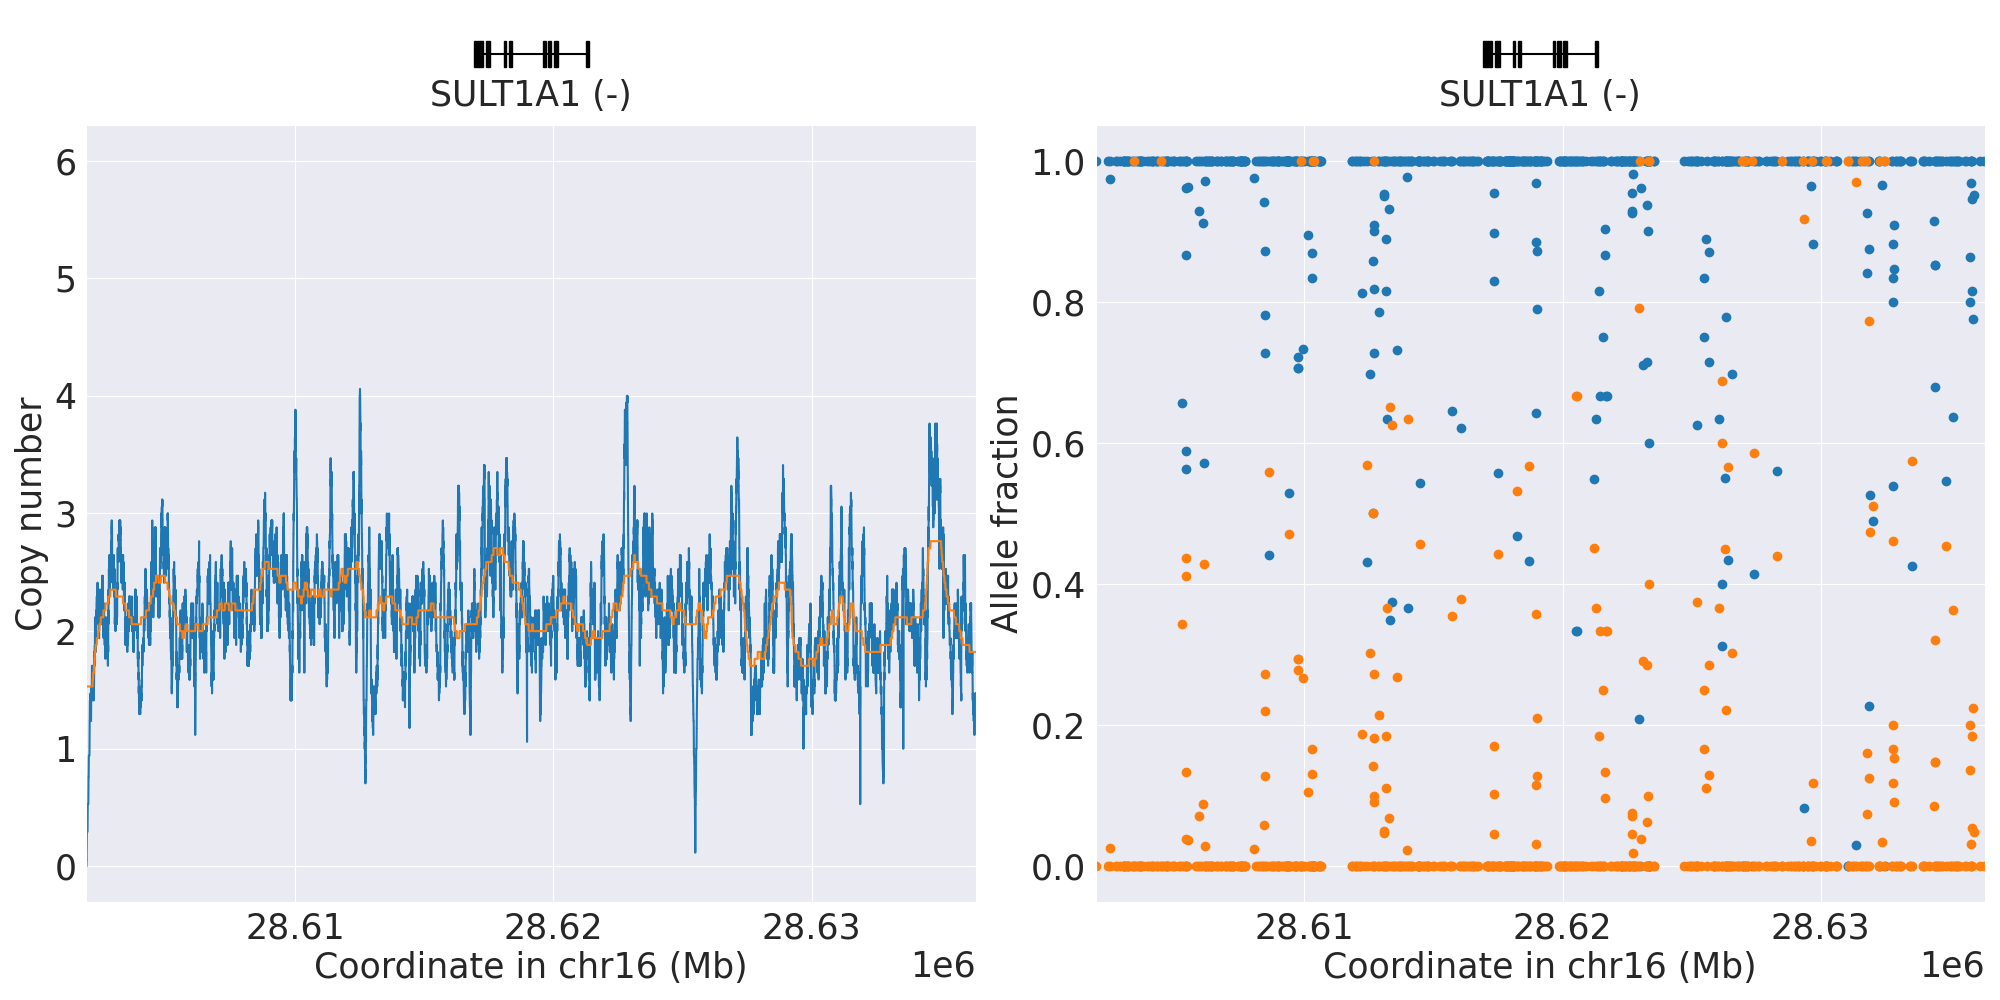 SULT1A1 (-)
6
5
4
3
2
1
0
Copy number
28.61
28.62
28.63
Coordinate in chr16 (Mb)
1e6
SULT1A1 (-)
1.0
0.8
0.6
0.4
0.2
0.0
Allele fraction
28.61
28.62
28.63
Coordinate in chr16 (Mb)
1e6